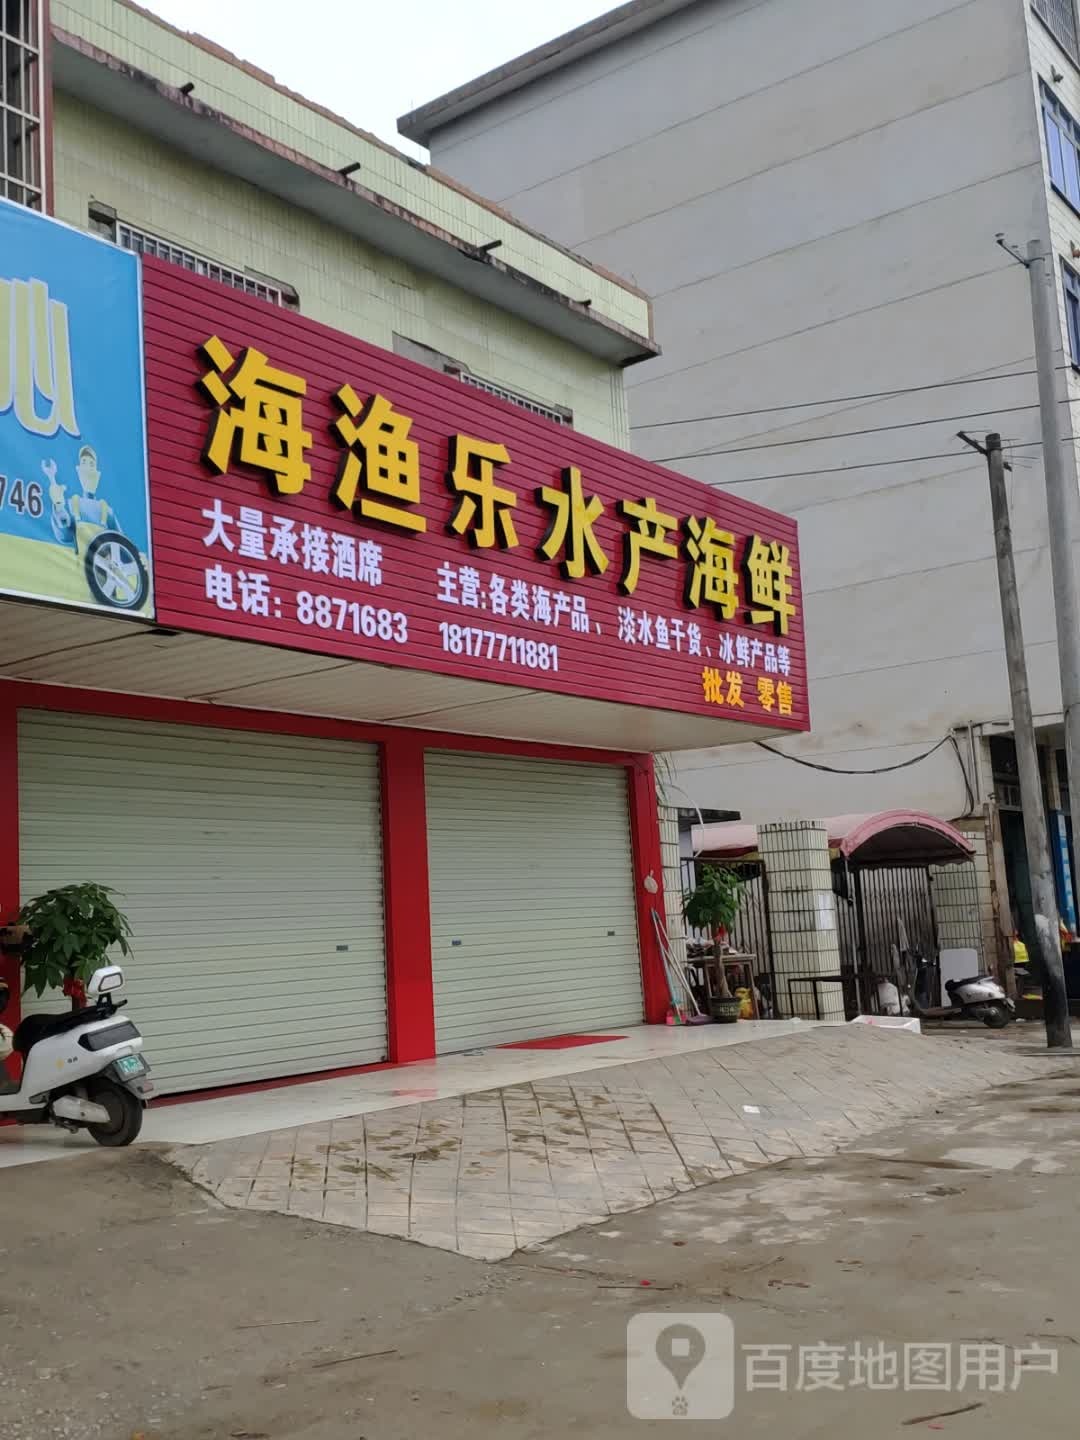 心
746
海渔乐水产海鲜
大量承接酒席
主营:各类海产品、淡水鱼干货、冰鲜产品等
电话: 8871683 18177711881
批发 零售
百度地图用户